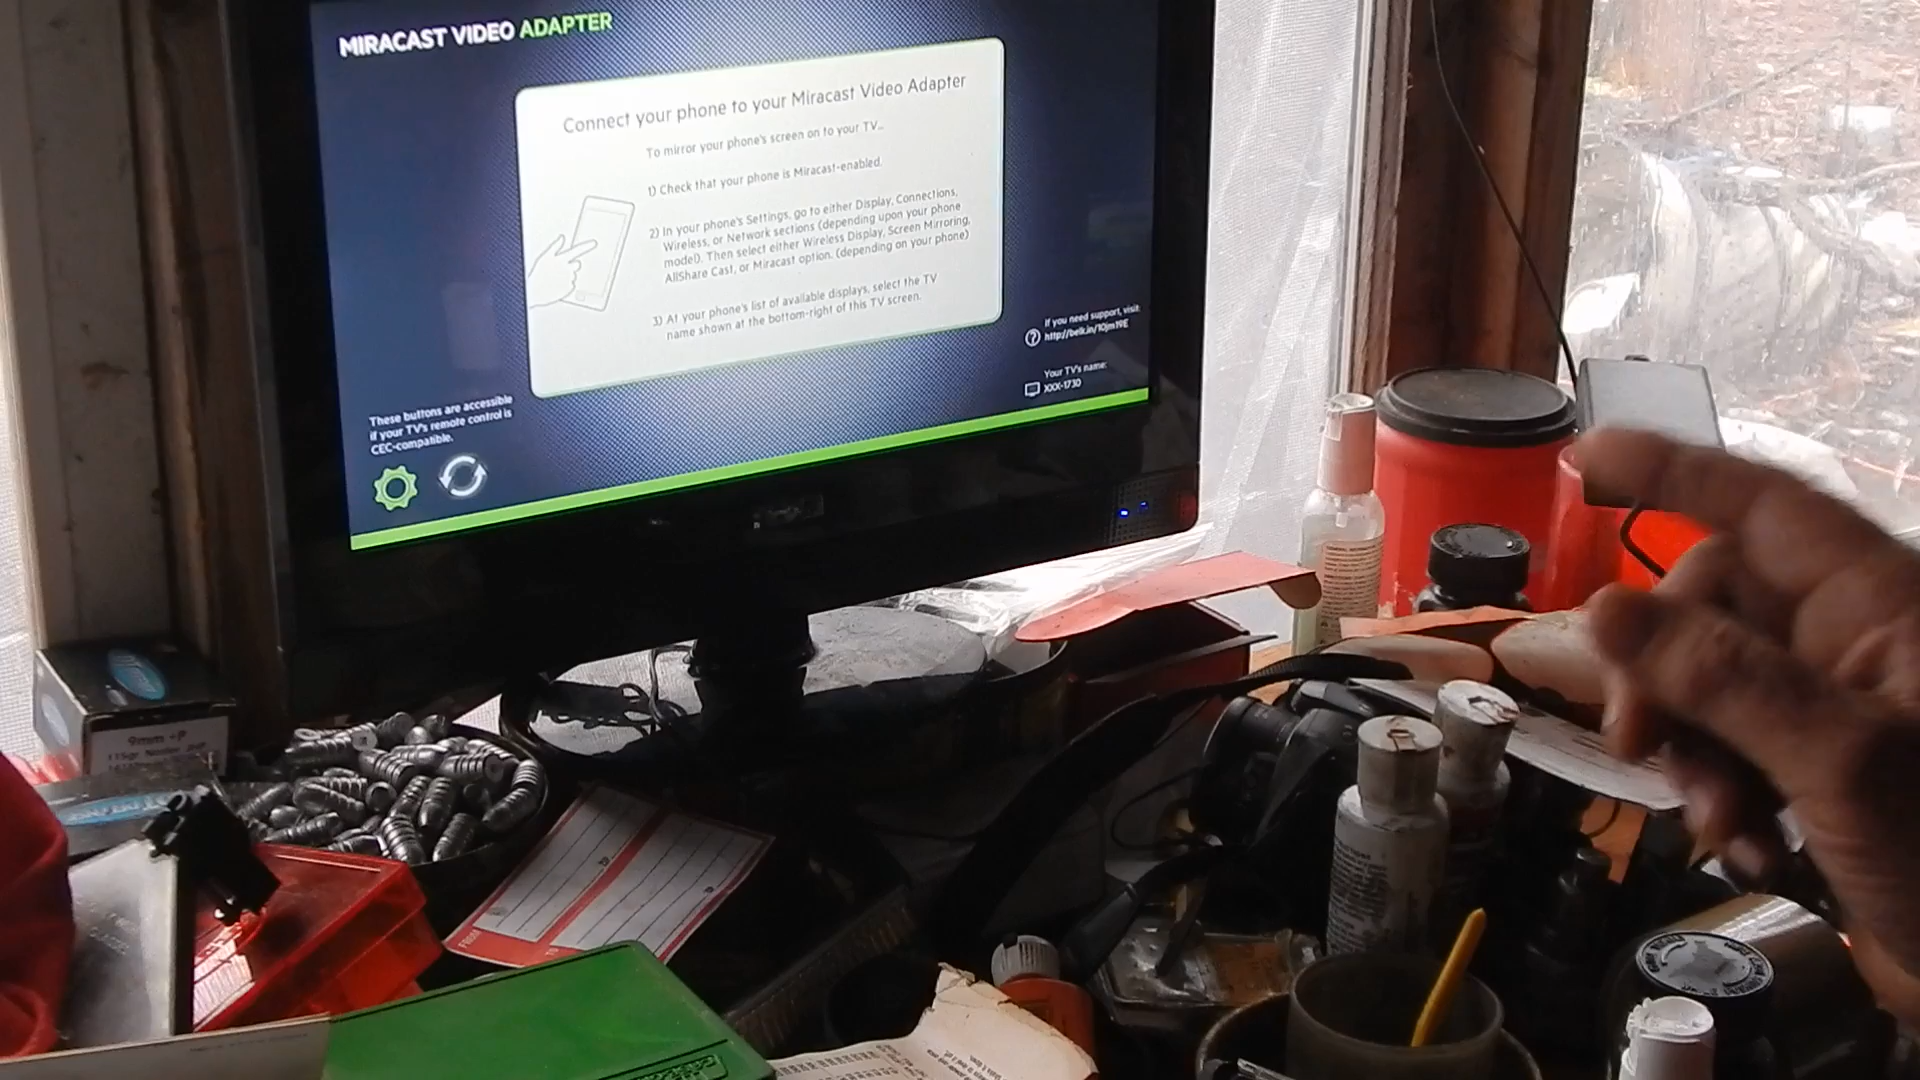 MIRACAST VIDEO ADAPTER
Connect your phone to your Miracast Video Adapter
To mirror your phone's screen on to your TV...
1) Check that your phone is Miracast-enabled.
2) In your phone's Settings, go to either Display, Connections,
Wireless, or Network sections (depending upon your phone
model). Then select either Wireless Display, Screen Mirroring,
AllShare Cast, or Miracast option. (depending on your phone)
3) At your phone's list of available displays, select the TV
name shown at the bottom-right of this TV screen.
If you need support, visit
http://belk.in/10jm19E
Your TV's name:
XXX-1730
These buttons are accessible
if your TV's remote control is
CEC-compatible.
9mm +P
115gr.
FROM